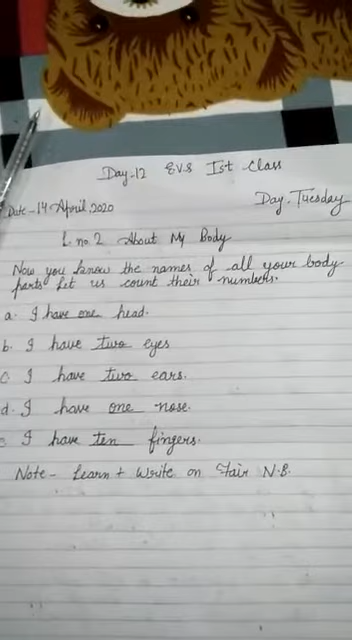 Day-12 EVS Ist Class
Date-14 April, 2020 Day. Tuesday
L no.2 About My Body
Now you know the names of all your body
parts let us count their numbers.
a. I have one head.
b. I have two eyes
c. I have two ears.
d. I have one nose.
e I have ten fingers.
Note- Learn + Write on Fair N.B.